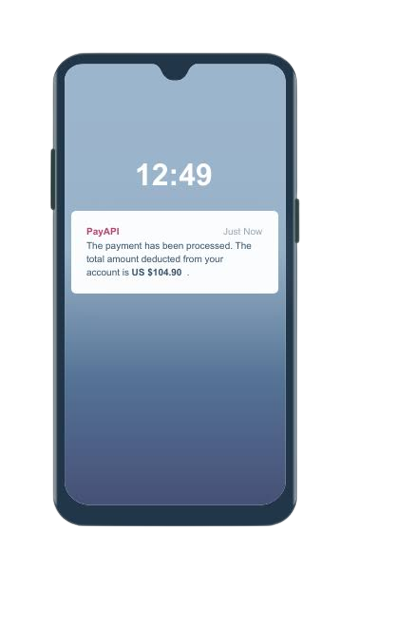 12:49
PayAPI Just Now
The payment has been processed. The
total amount deducted from your
account is US $104.90 .